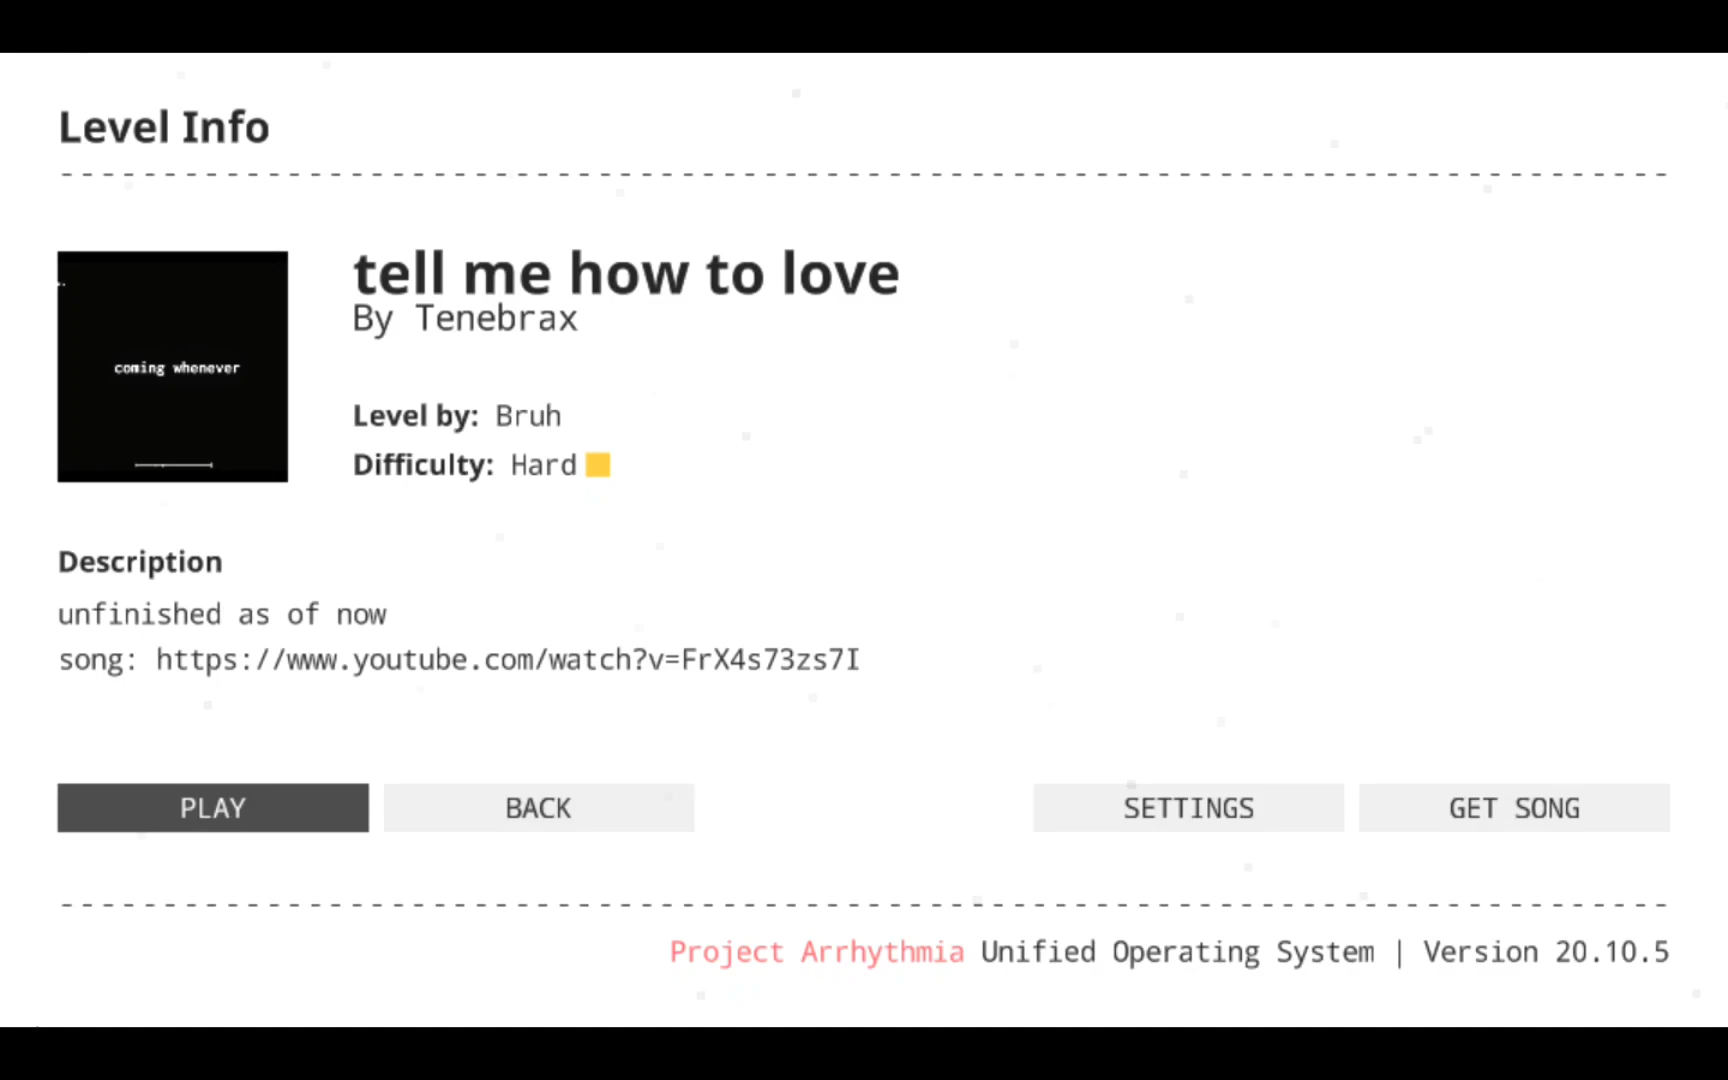 Level Info
coming whenever
tell me how to love
By Tenebrax
Level by: Bruh
Difficulty: Hard
Description
unfinished as of now
song: https://www.youtube.com/watch?v=FrX4s73zs7I
PLAY
BACK
SETTINGS
GET SONG
Project Arrhythmia Unified Operating System | Version 20.10.5